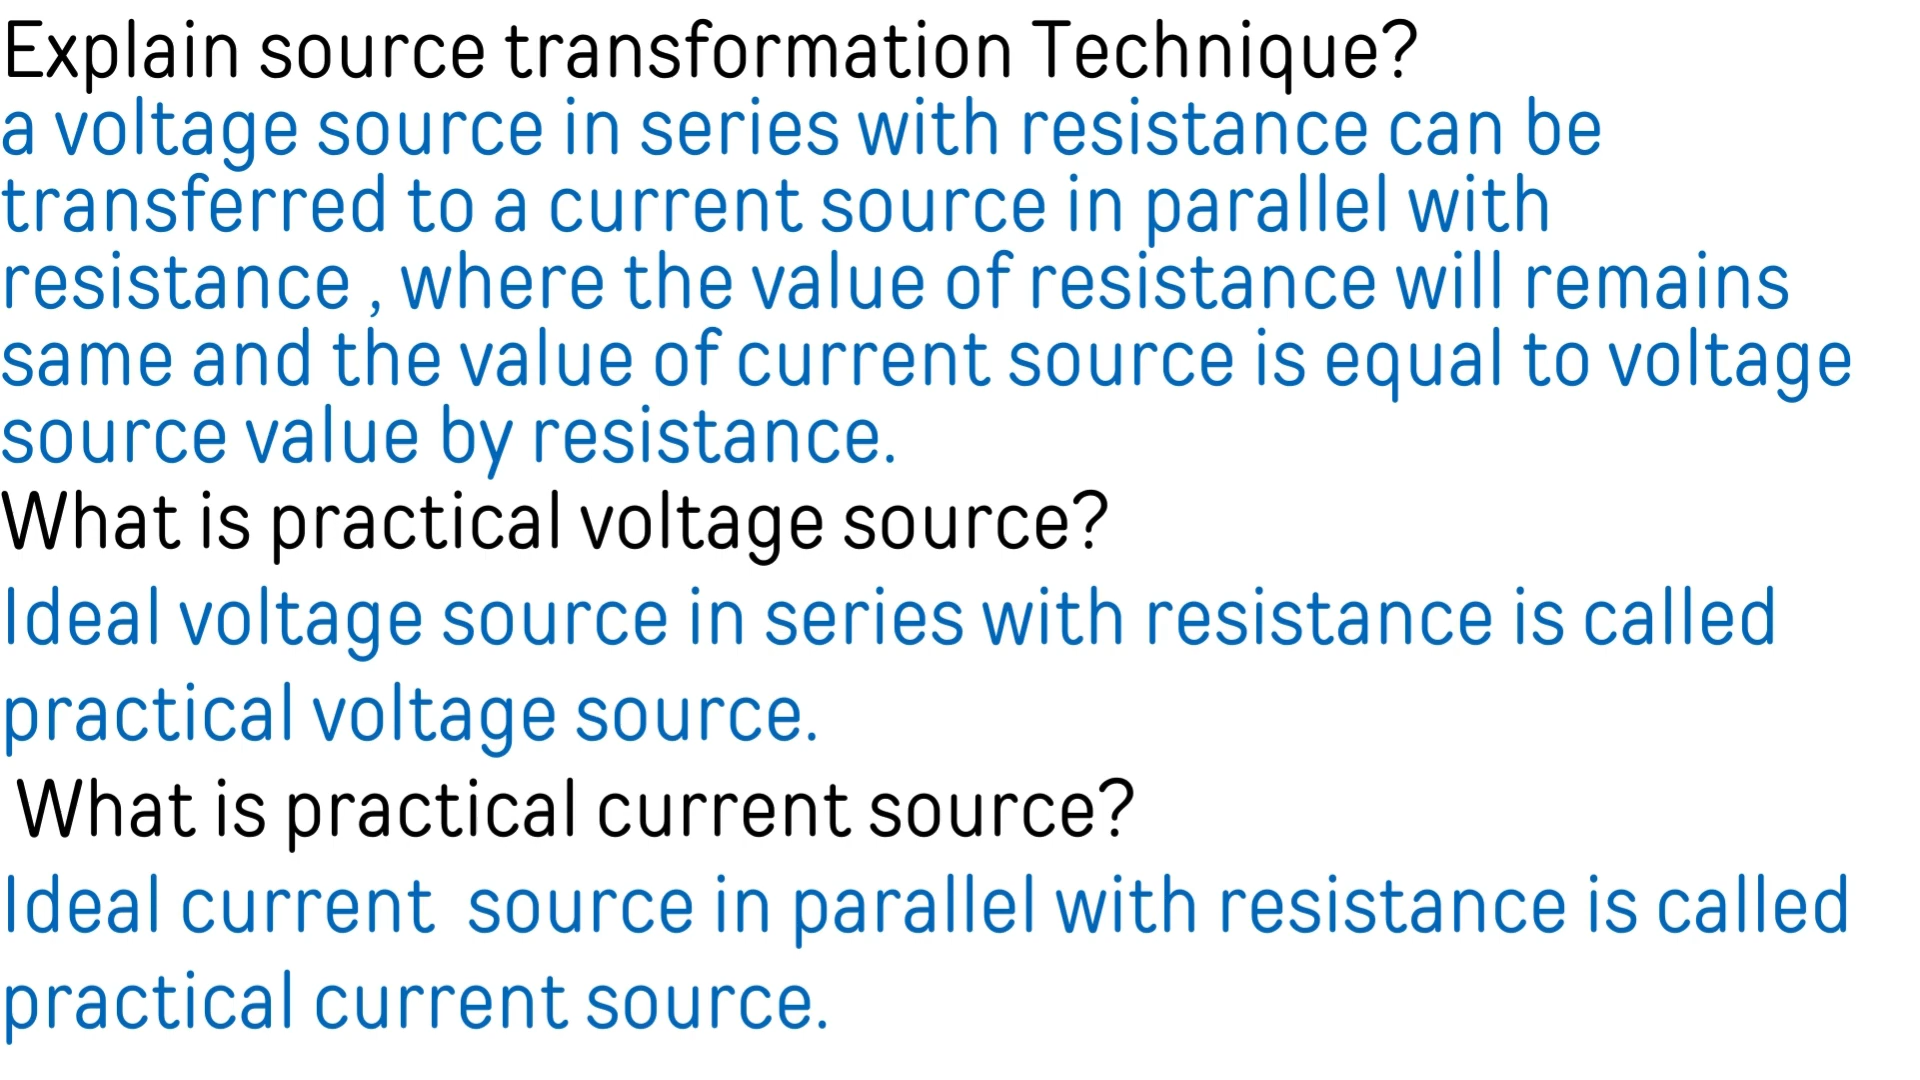 Explain source transformation Technique?
a voltage source in series with resistance can be
transferred to a current source in parallel with
resistance , where the value of resistance will remains
same and the value of current source is equal to voltage
source value by resistance.
What is practical voltage source?
Ideal voltage source in series with resistance is called
practical voltage source.
What is practical current source?
Ideal current  source in parallel with resistance is called
practical current source.